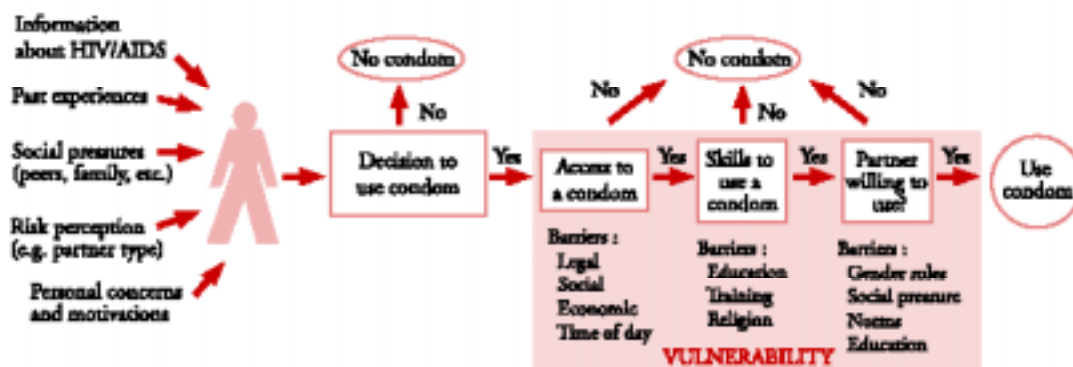 Information
about HIV/AIDS
Past experiences
Social pressures
(peers, family, etc.)
Risk perception
(e.g. partner type)
Personal concerns
and motivations
No condom
No
Decision to
use condom
Yes
No condom
No
No
No
Access to
a condom
Yes
Skills to
use a
condom
Yes
Partner
willing to
use?
Yes
Use
condom
Barriers :
Legal
Social
Economic
Time of day
Barriers :
Education
Training
Religion
Barriers :
Gender roles
Social pressure
Norms
Education
VULNERABILITY